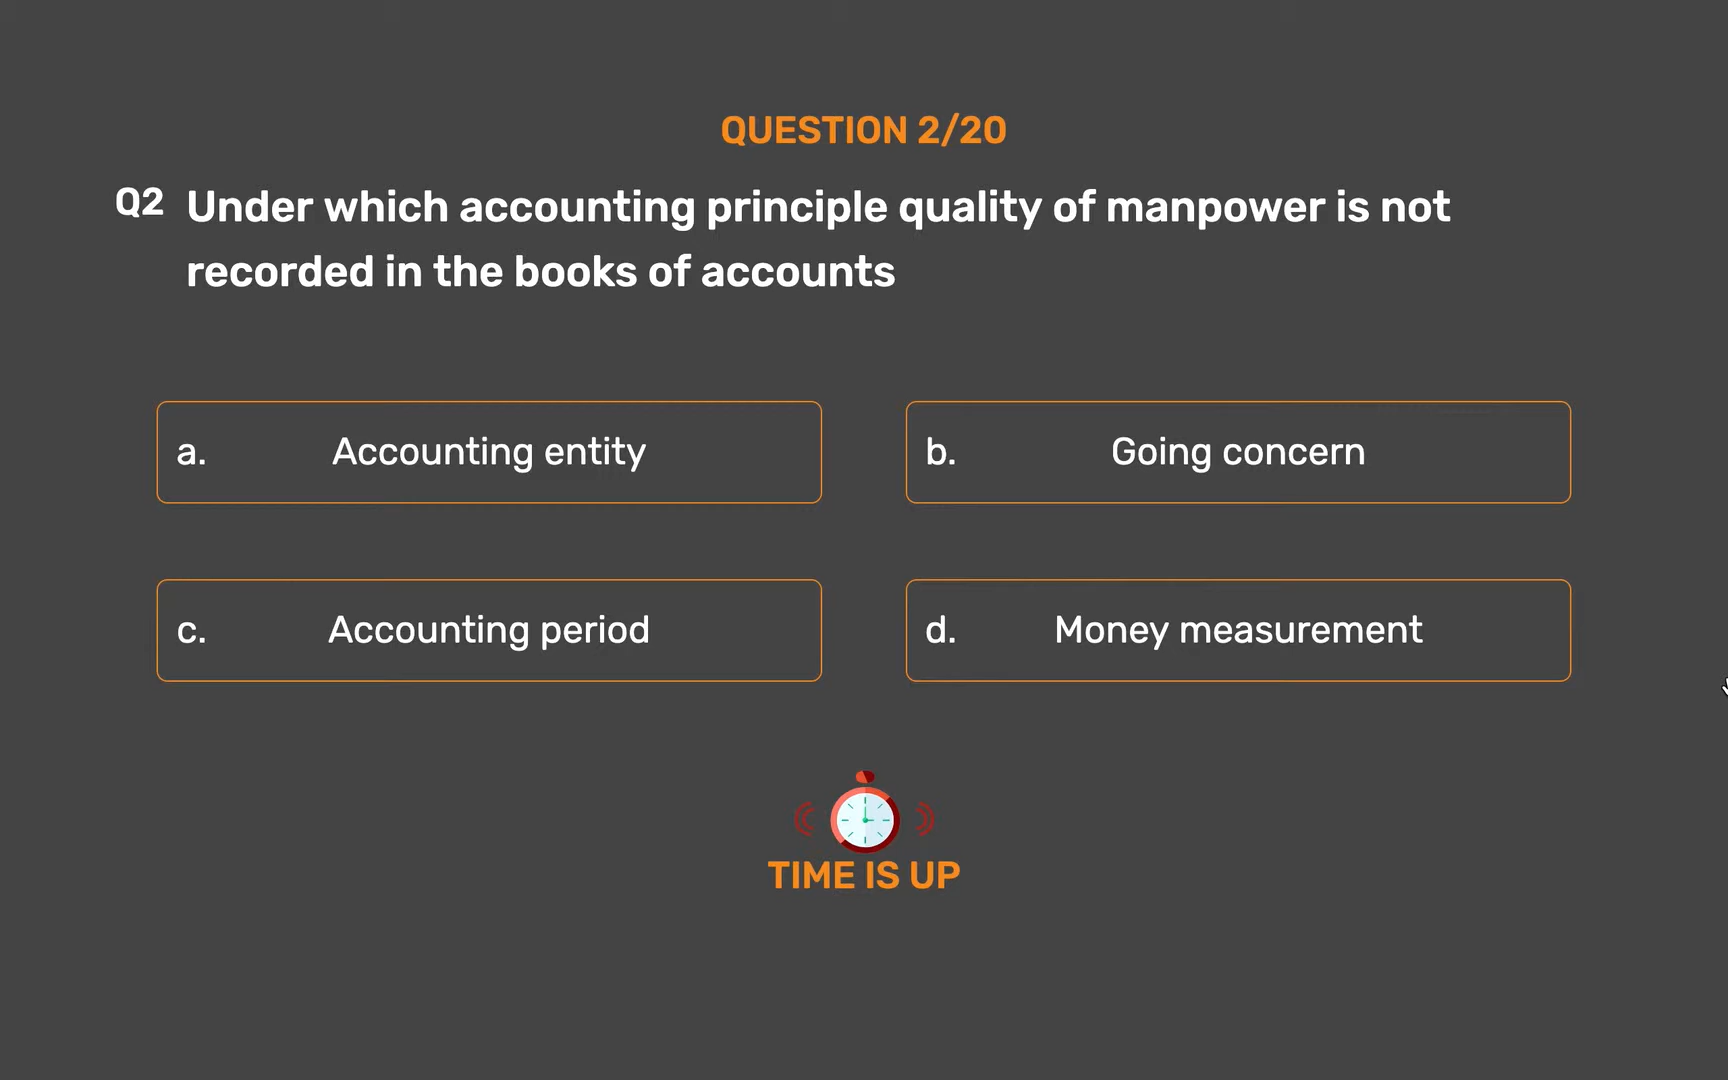 QUESTION 2/20
Q2 Under which accounting principle quality of manpower is not
recorded in the books of accounts
a. Accounting entity
b. Going concern
c. Accounting period
d. Money measurement
TIME IS UP